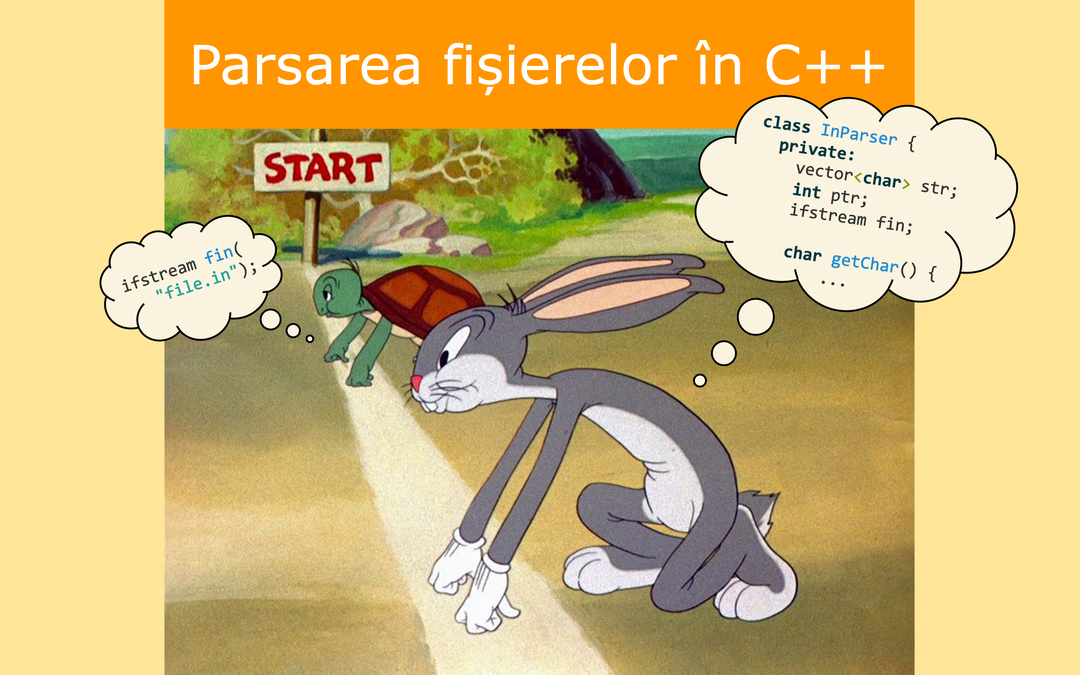 Parsarea fișierelor în C++
START
ifstream fin(
"file.in");
class InParser {
private:
vector<char> str;
int ptr;
ifstream fin;
char getChar() {
...